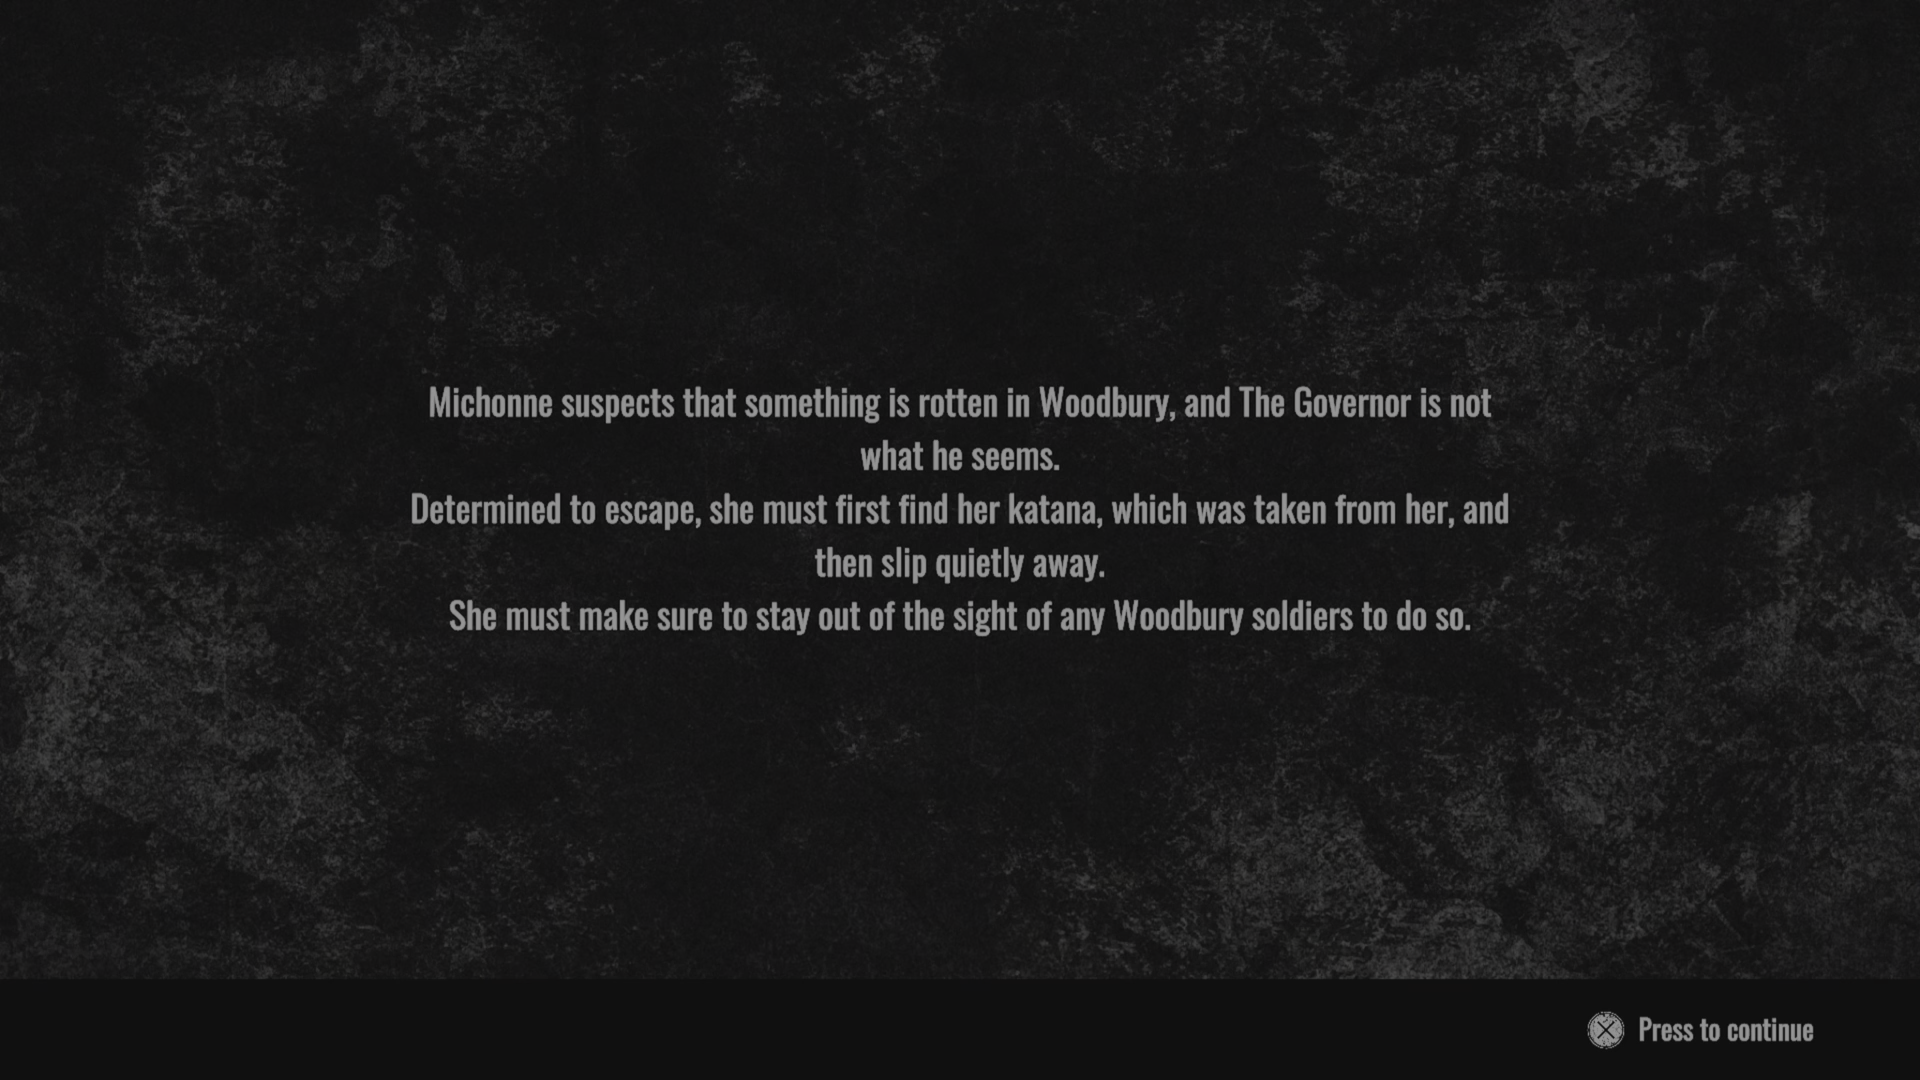 Michonne suspects that something is rotten in Woodbury, and The Governor is not
what he seems.
Determined to escape, she must first find her katana, which was taken from her, and
then slip quietly away.
She must make sure to stay out of the sight of any Woodbury soldiers to do so.
Press to continue